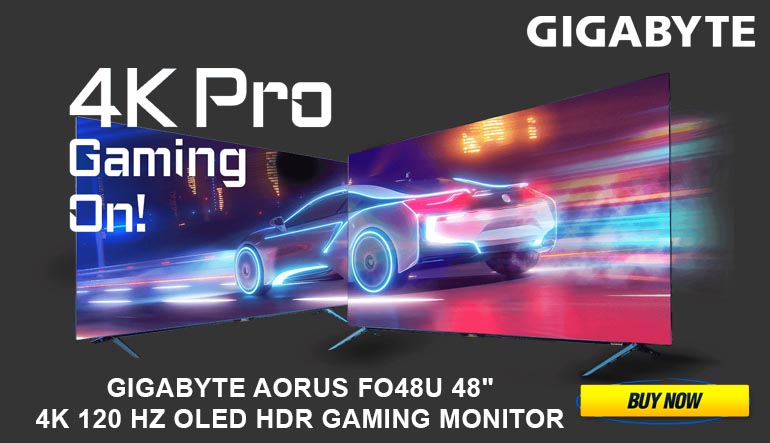 GIGABYTE
4K Pro
Gaming
On!
GIGABYTE AORUS FO48U 48"
4K 120 HZ OLED HDR GAMING MONITOR
BUY NOW